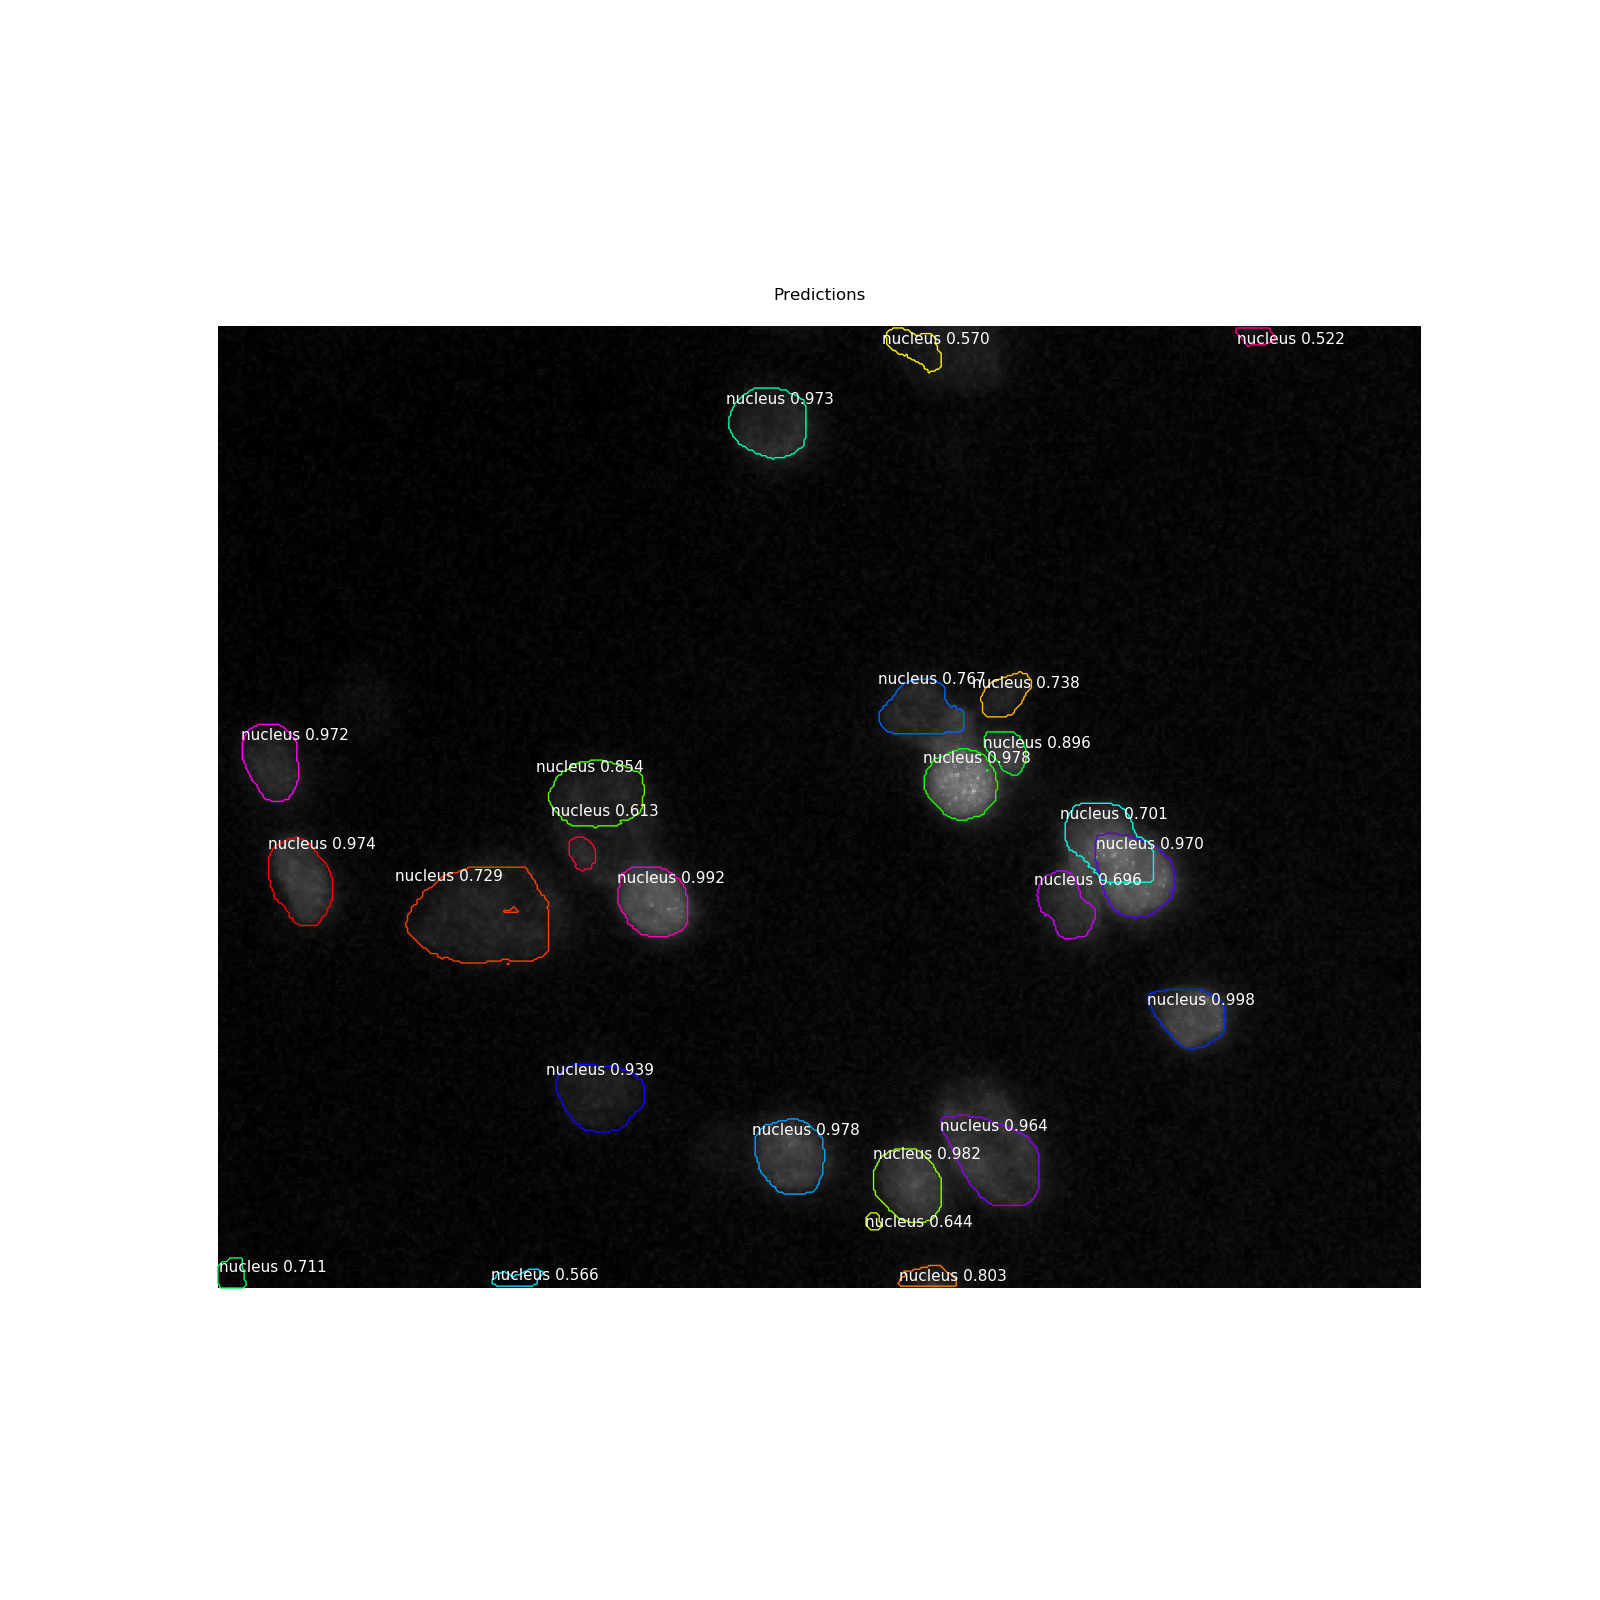 Predictions
nucleus 0.570
nucleus 0.522
nucleus 0.973
nucleus 0.767
nucleus 0.738
nucleus 0.972
nucleus 0.896
nucleus 0.978
nucleus 0.854
nucleus 0.613
nucleus 0.701
nucleus 0.974
nucleus 0.970
nucleus 0.729
nucleus 0.992
nucleus 0.696
nucleus 0.998
nucleus 0.939
nucleus 0.964
nucleus 0.978
nucleus 0.982
nucleus 0.644
nucleus 0.711
nucleus 0.566
nucleus 0.803